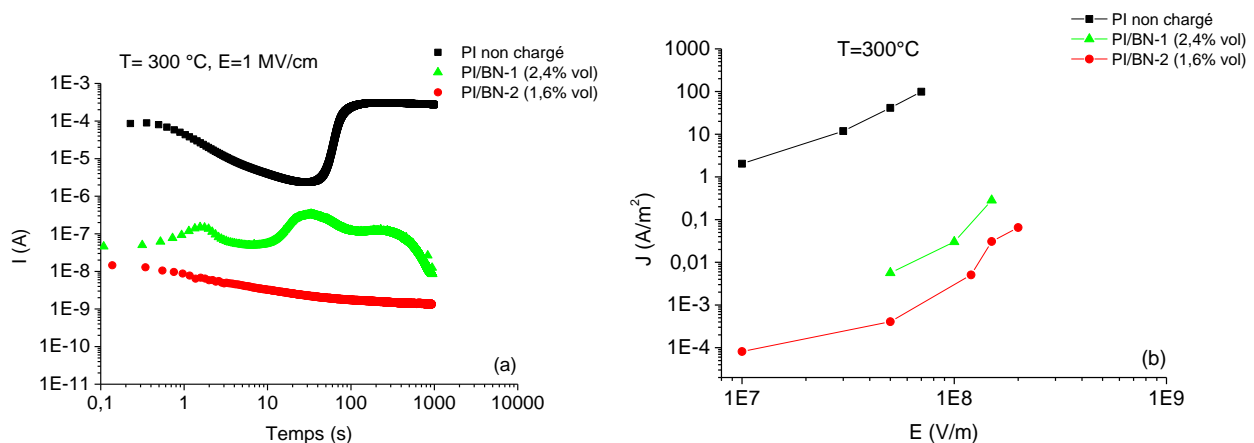 T= 300 °C, E=1 MV/cm
PI non chargé
PI/BN-1 (2,4% vol)
PI/BN-2 (1,6% vol)
1E-3
1E-4
1E-5
1E-6
1E-7
1E-8
1E-9
1E-10
1E-11
I (A)
0,1 1 10 100 1000 10000
Temps (s)
(a)
T=300°C
PI non chargé
PI/BN-1 (2,4% vol)
PI/BN-2 (1,6% vol)
1000
100
10
1
0,1
0,01
1E-3
1E-4
J (A/m²)
1E7 1E8 1E9
E (V/m)
(b)